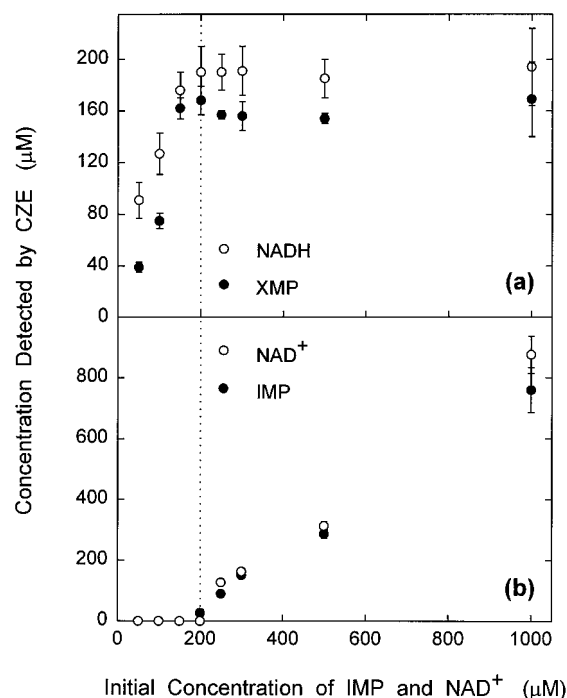 Concentration Detected by CZE (μM)
200
160
120
80
40
0
NADH
XMP
(a)
800
600
400
200
0
NAD+
IMP
(b)
0 200 400 600 800 1000
Initial Concentration of IMP and NAD+ (μM)